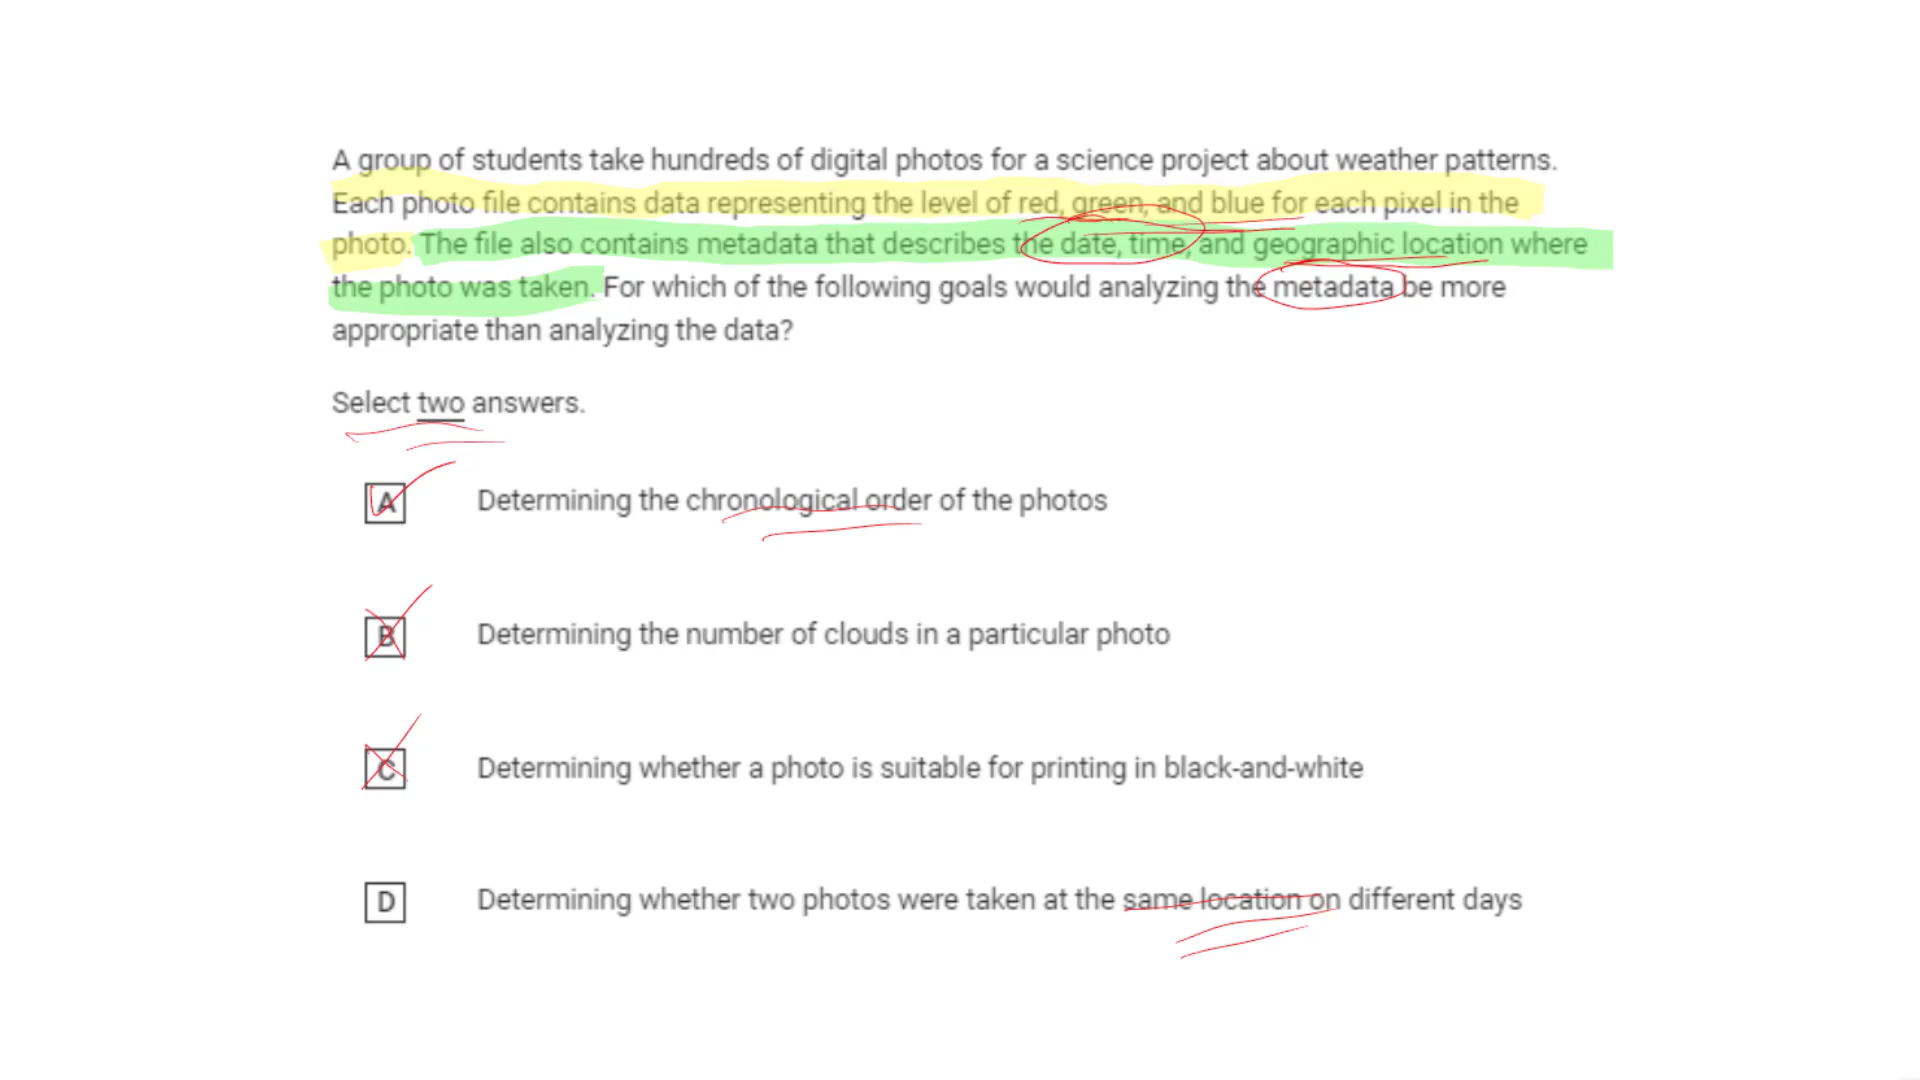 A group of students take hundreds of digital photos for a science project about weather patterns.
Each photo file contains data representing the level of red, green, and blue for each pixel in the
photo. The file also contains metadata that describes the date, time, and geographic location where
the photo was taken. For which of the following goals would analyzing the metadata be more
appropriate than analyzing the data?
Select two answers.
A Determining the chronological order of the photos
B Determining the number of clouds in a particular photo
C Determining whether a photo is suitable for printing in black-and-white
D Determining whether two photos were taken at the same location on different days